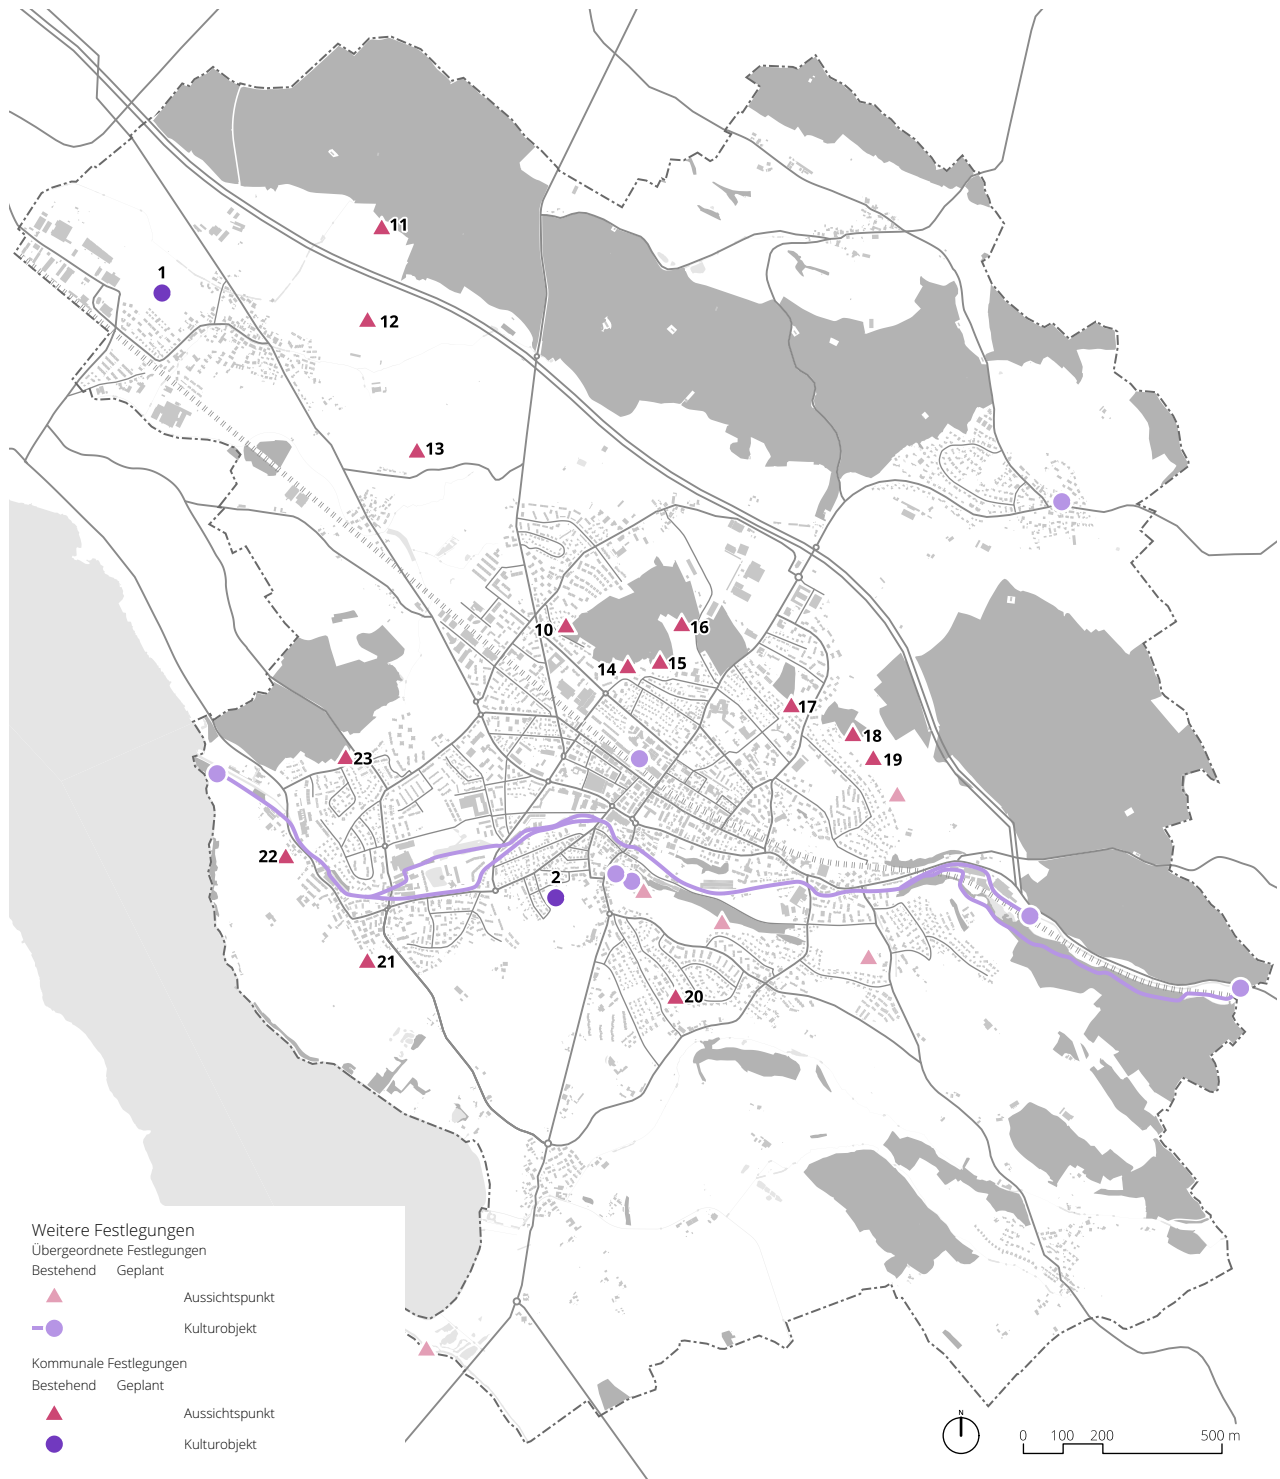 11
1
12
13
10
16
14
15
17
18
23
19
22
2
21
20
Weitere Festlegungen
Übergeordnete Festlegungen
Bestehend Geplant
Aussichtspunkt
Kulturobjekt
Kommunale Festlegungen
Bestehend Geplant
Aussichtspunkt
Kulturobjekt
N
0 100 200 500 m